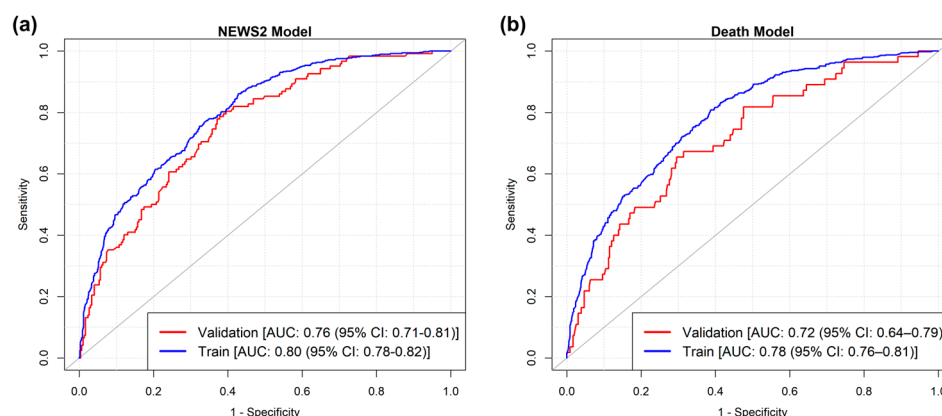 (a)
NEWS2 Model
Sensitivity
1.0
0.8
0.6
0.4
0.2
0.0
Validation [AUC: 0.76 (95% CI: 0.71-0.81)]
Train [AUC: 0.80 (95% CI: 0.78-0.82)]
0.0 0.2 0.4 0.6 0.8 1.0
1 - Specificity
(b)
Death Model
Sensitivity
1.0
0.8
0.6
0.4
0.2
0.0
Validation [AUC: 0.72 (95% CI: 0.64–0.79)]
Train [AUC: 0.78 (95% CI: 0.76–0.81)]
0.0 0.2 0.4 0.6 0.8 1.0
1 - Specificity